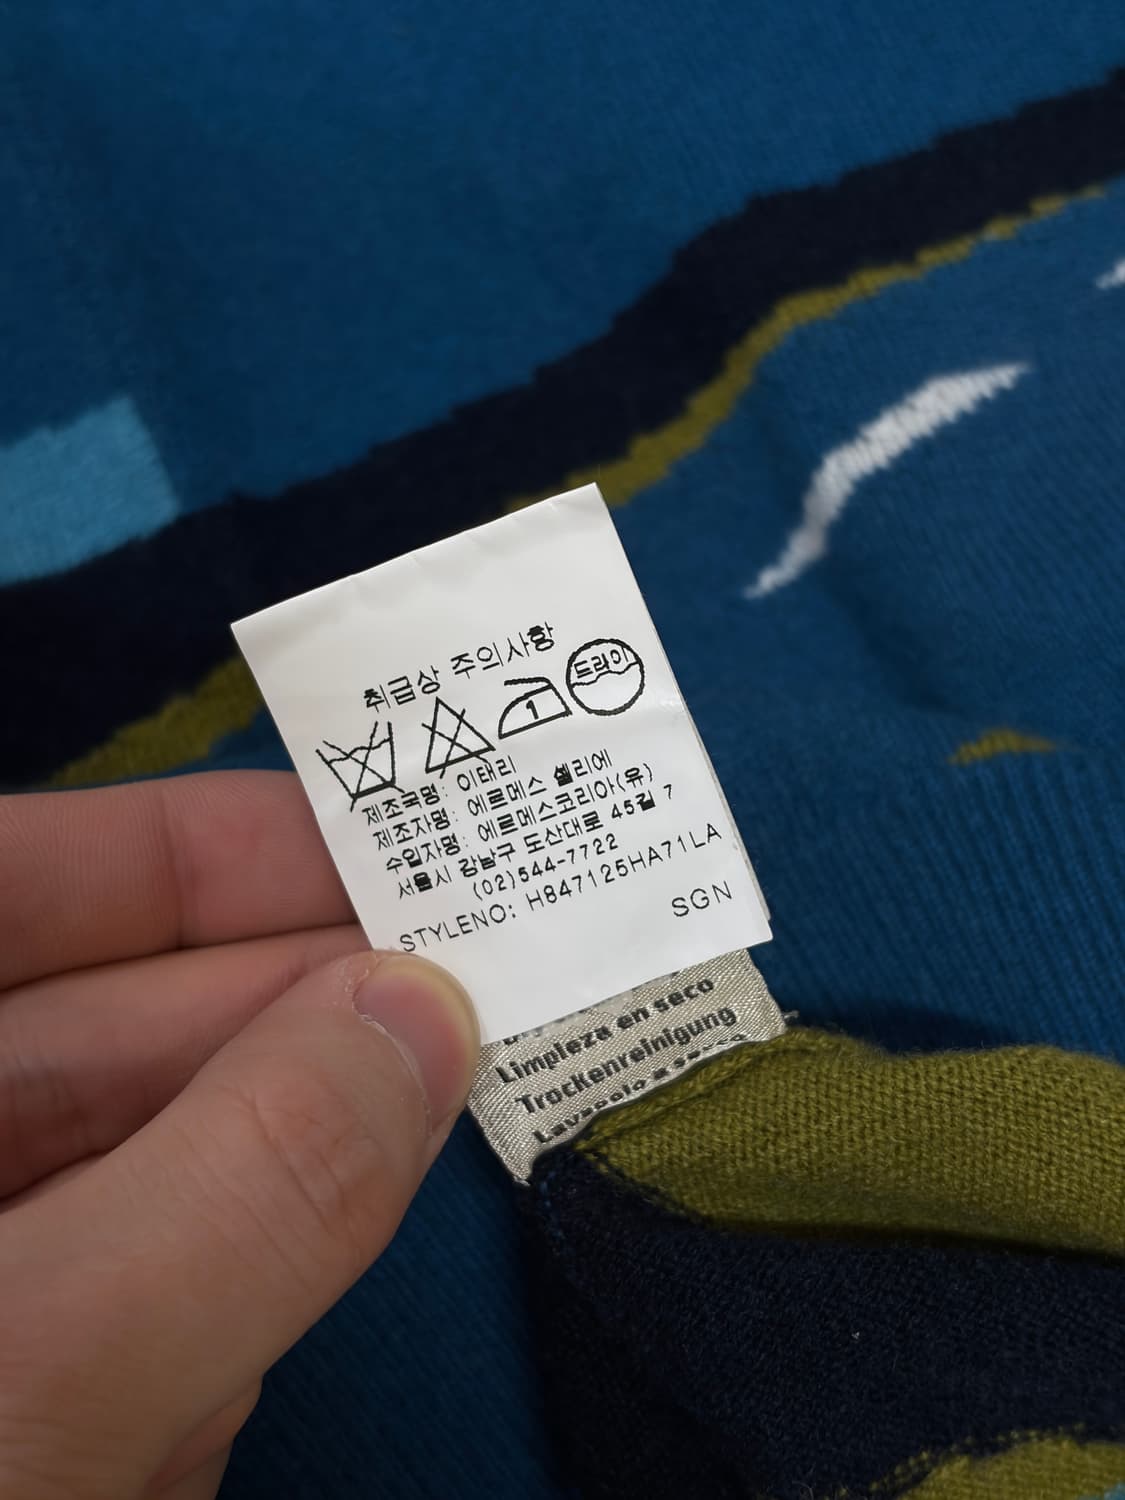 취급상 주의사항
드라이
1
제조국명: 이태리
제조자명: 에르메스 쉘리에
수입자명: 에르메스코리아(유)
서울시 강남구 도산대로 45길 7
(02)544-7722
STYLENO: H847125HA71LA
SGN
Limpieza en seco
Trockenreinigung
Lavaggio a secco